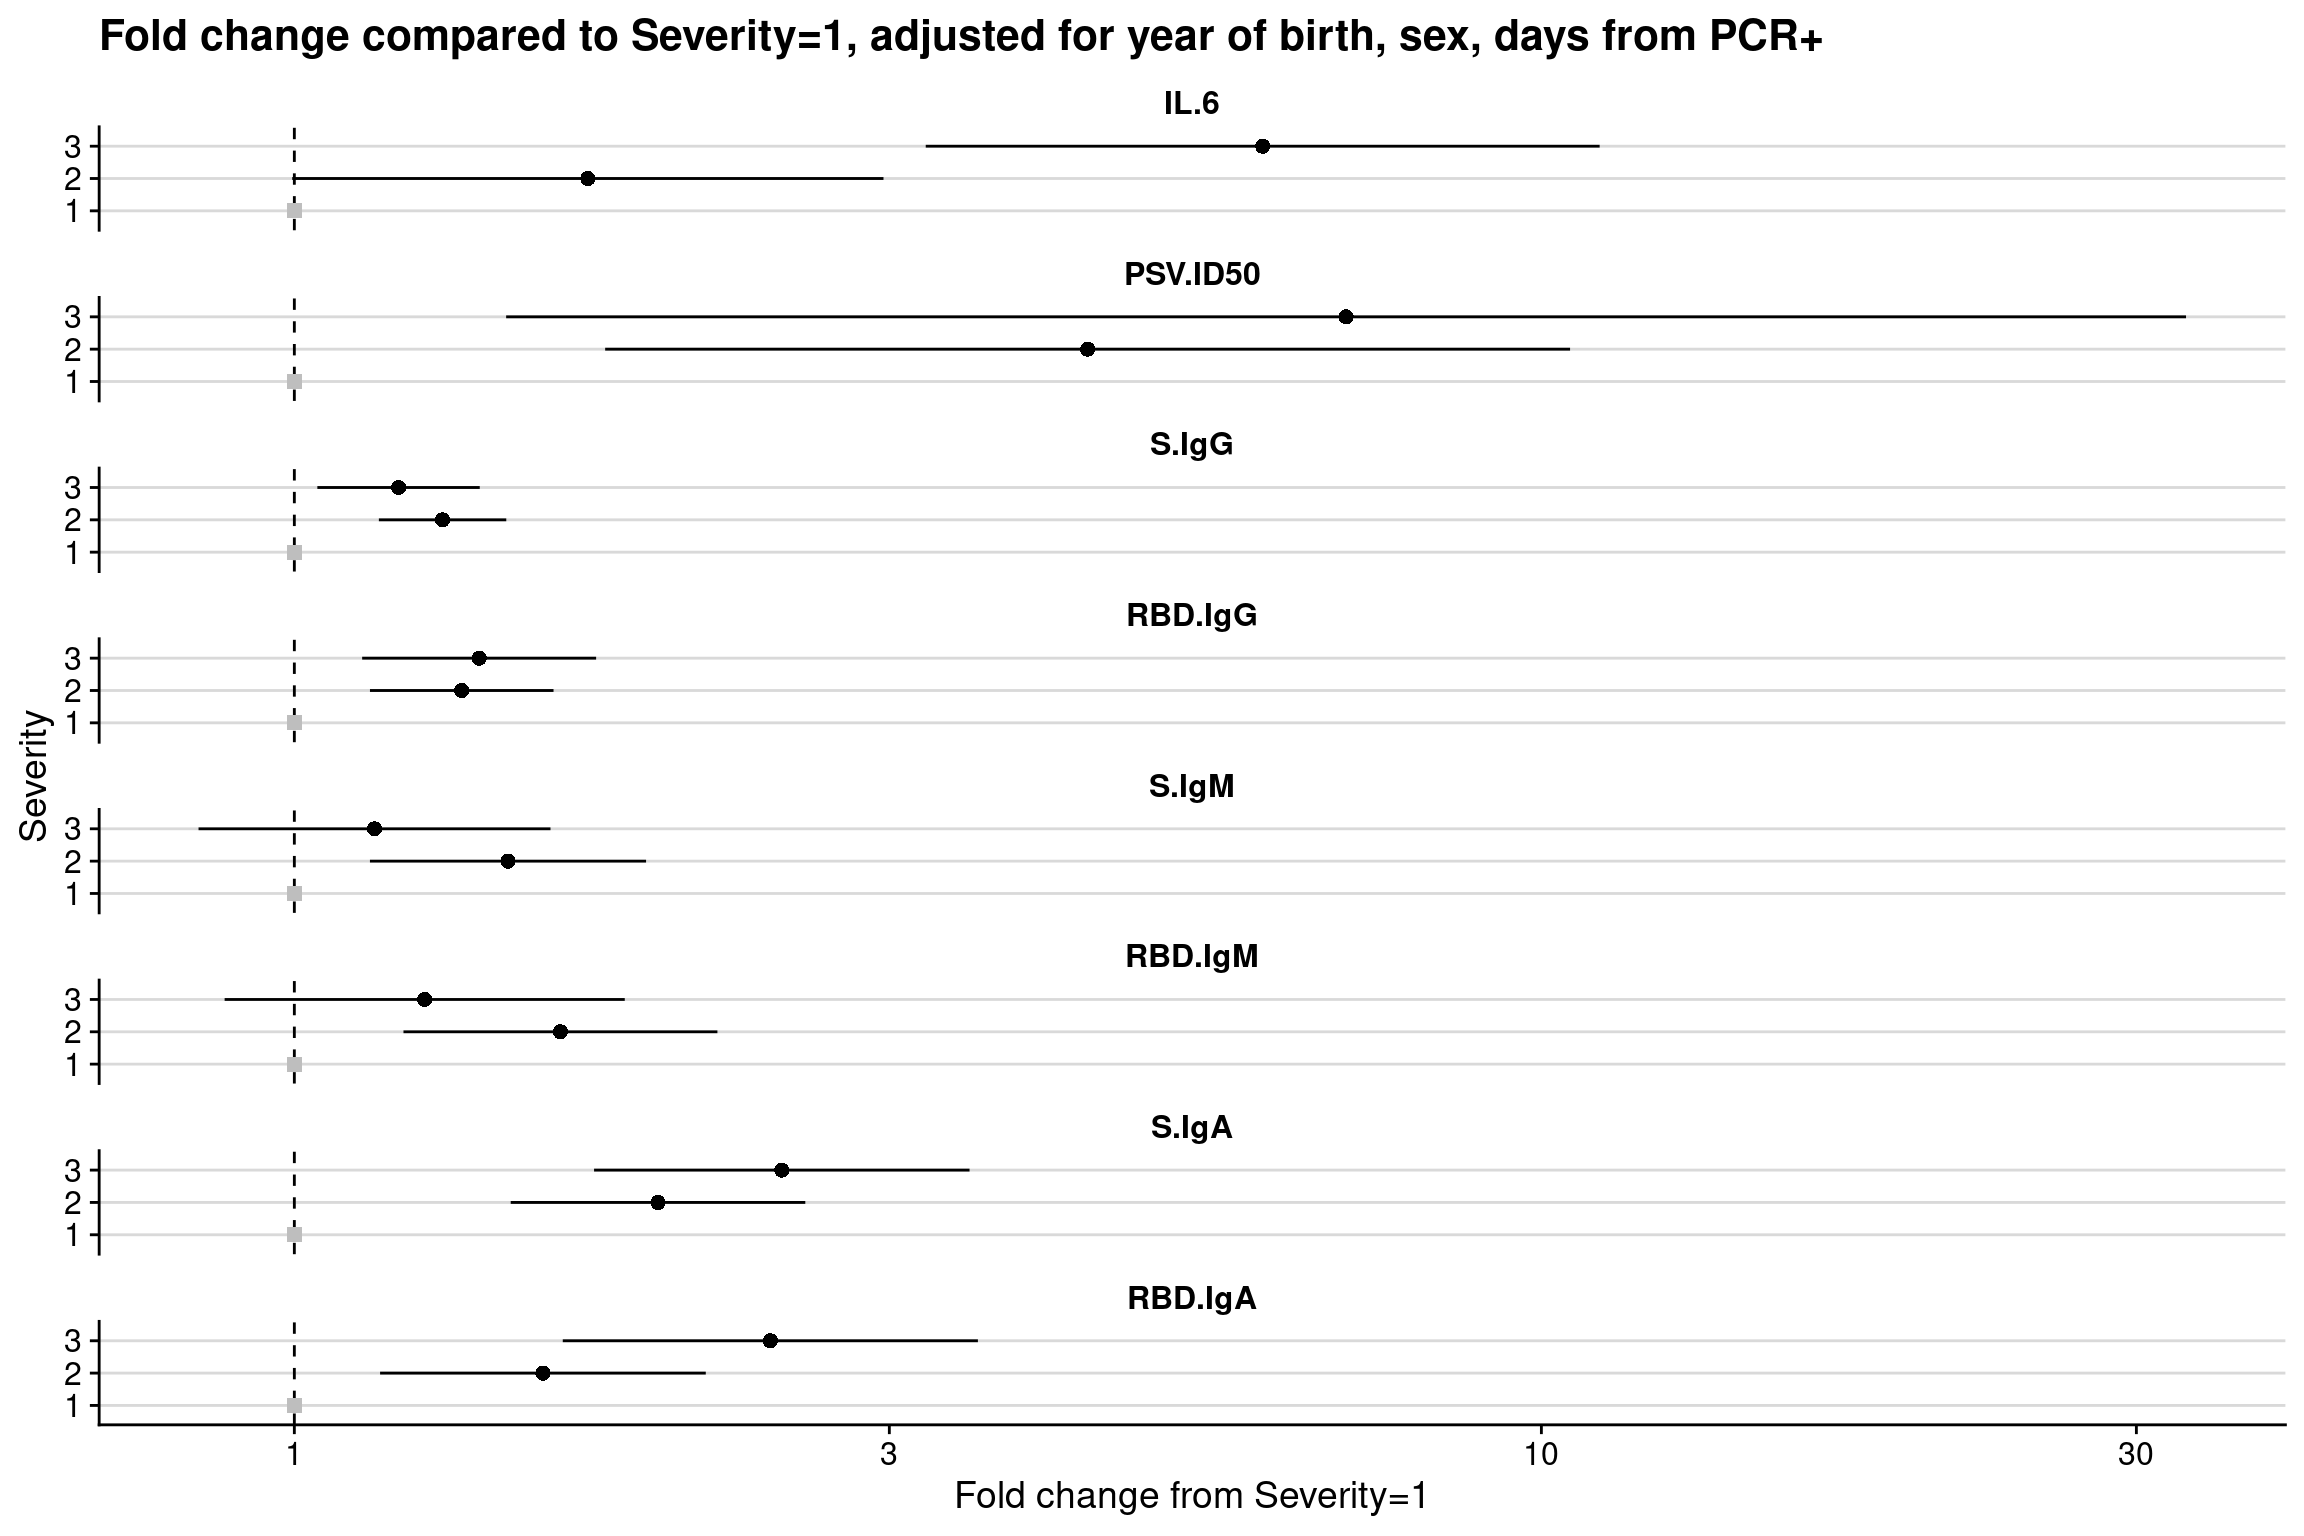 Fold change compared to Severity=1, adjusted for year of birth, sex, days from PCR+
IL.6
3
2
1
PSV.ID50
3
2
1
S.IgG
3
2
1
RBD.IgG
3
2
1
Severity
S.IgM
3
2
1
RBD.IgM
3
2
1
S.IgA
3
2
1
RBD.IgA
3
2
1
1 3 10 30
Fold change from Severity=1